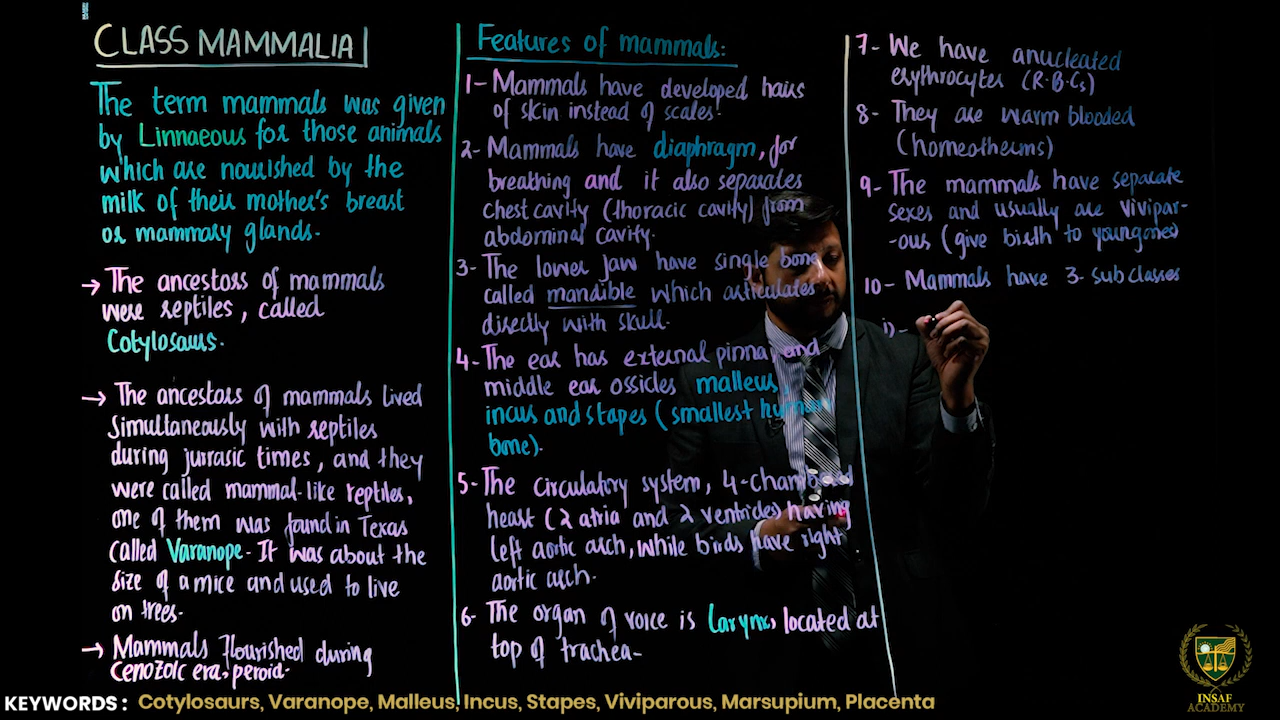 CLASS MAMMALIA
The term mammals was given
by Linnaeous for those animals
which are nourished by the
milk of their mother's breast
or mammary glands.
→ The ancestors of mammals
were reptiles, called
Cotylosaurs.
→ The ancestors of mammals lived
Simultaneously with reptiles
during jurrasic times, and they
were called mammal-like reptiles,
one of them was found in Texas
called Varanope. It was about the
size of a mice and used to live
on trees.
→ Mammals flourished during
Cenozoic era, peroid.
Features of mammals:
1- Mammals have developed hairs
of skin instead of scales.
2- Mammals have diaphragm, for
breathing and it also separates
Chest cavity (thoracic cavity) from
abdominal cavity.
3- The lower jaw have single bone
called mandible which articulates
directly with skull.
4- The ear has external pinna, and
middle ear ossicles malleus,
incus and stapes (smallest human
bone).
5- The circulatory system, 4-chambered
heart (2 atria and 2 ventricles) having
left aortic arch, while birds have right
aortic arch.
6- The organ of voice is Larynx, located at
top of trachea-
7- We have anucleated
erythrocytes (R.B.Cs)
8- They are warm blooded
(homeotherms)
9- The mammals have separate
sexes and usually are vivipar-
-ous (give birth to youngones)
10- Mammals have 3- subclasses
i)-
KEYWORDS : Cotylosaurs, Varanope, Malleus, Incus, Stapes, Viviparous, Marsupium, Placenta
INSAF
ACADEMY